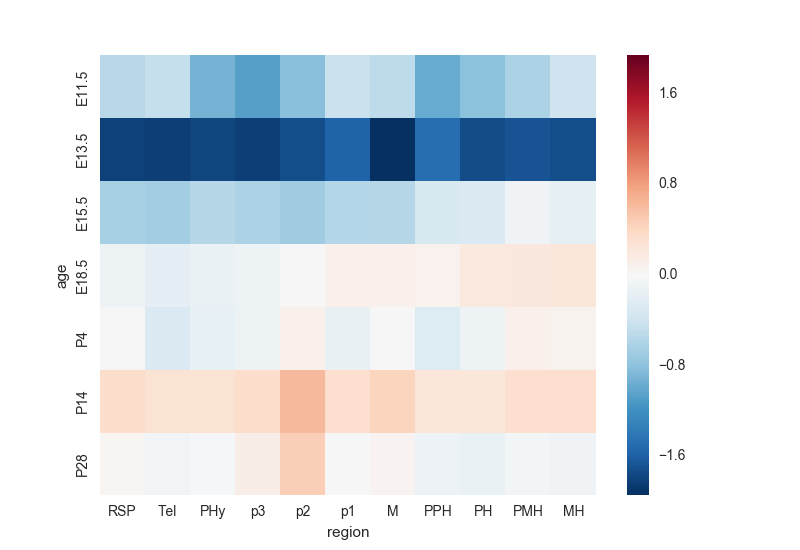 age
E11.5
E13.5
E15.5
E18.5
P4
P14
P28
RSP Tel PHy p3 p2 p1 M PPH PH PMH MH
region
1.6
0.8
0.0
−0.8
−1.6